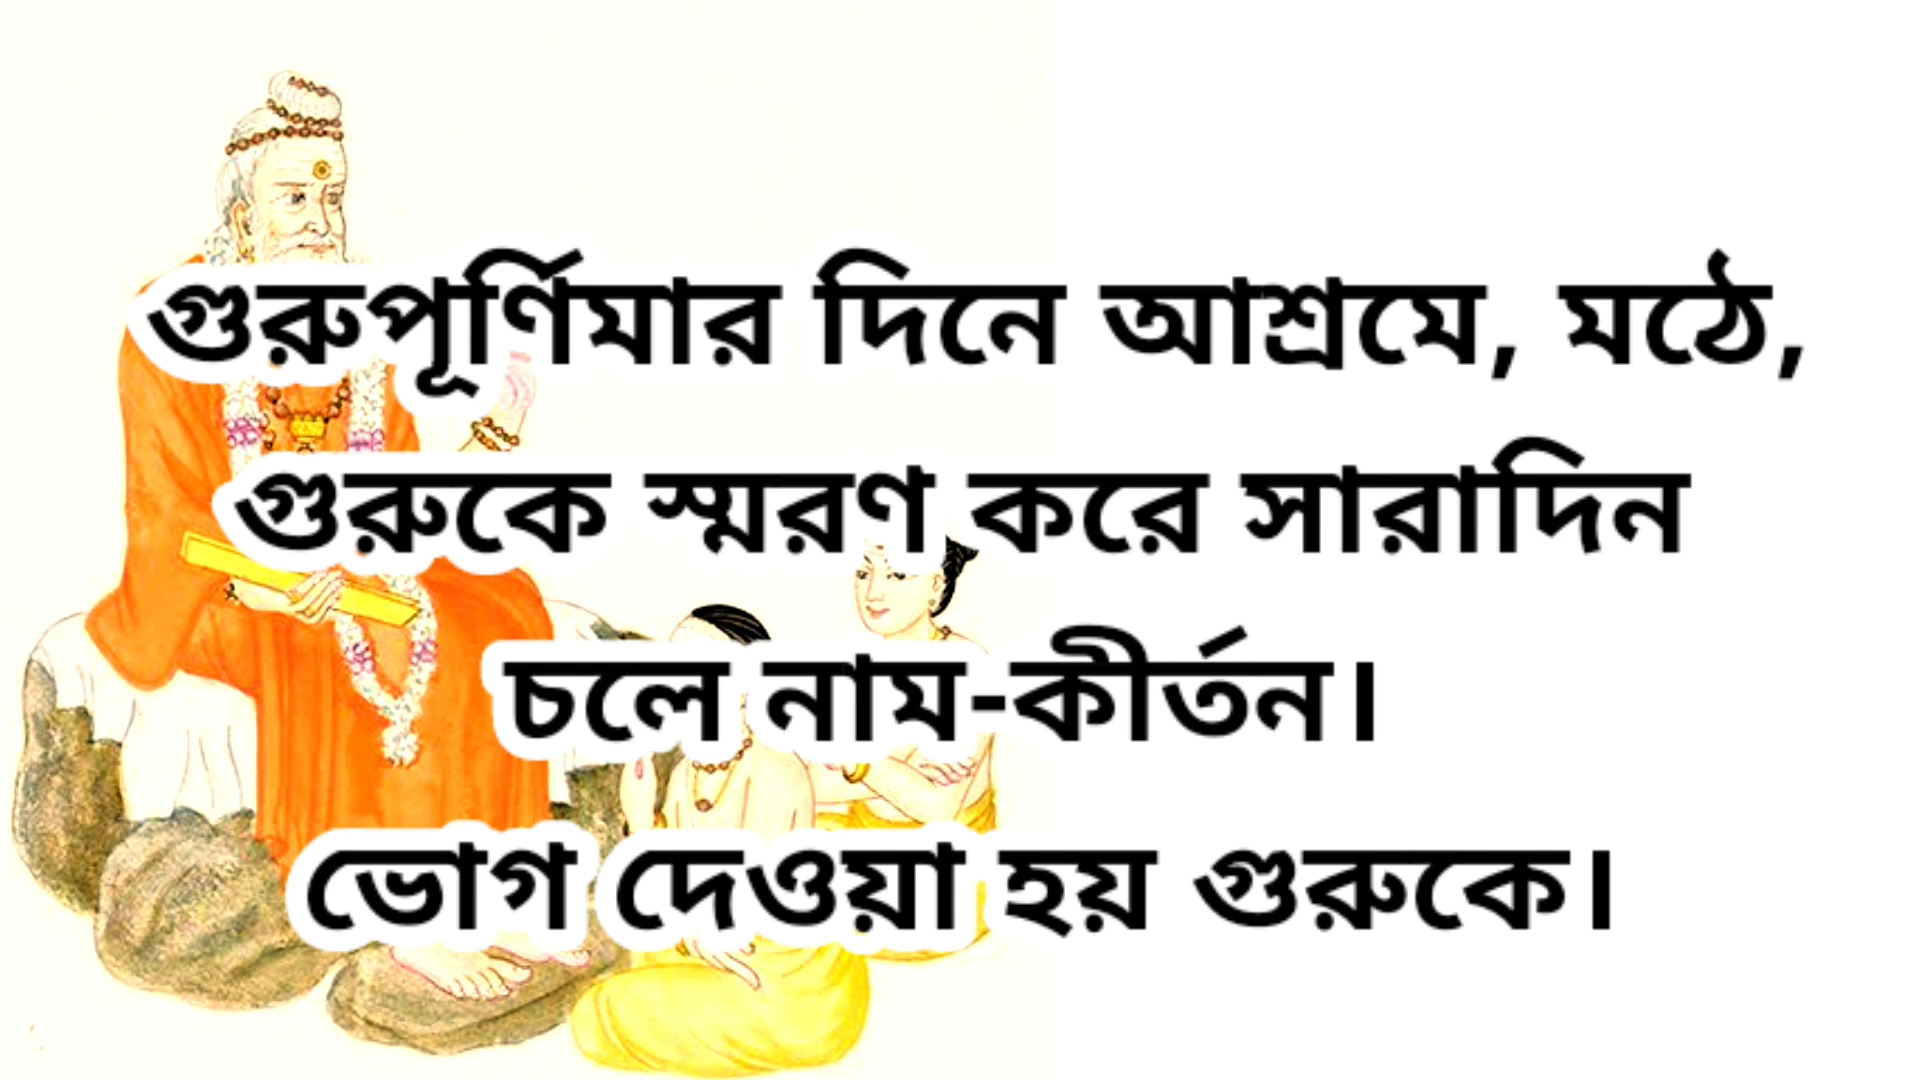 গুরুপূর্ণিমার দিনে আশ্রমে, মঠে,
গুরুকে স্মরণ করে সারাদিন
চলে নাম-কীর্তন।
ভোগ দেওয়া হয় গুরুকে।